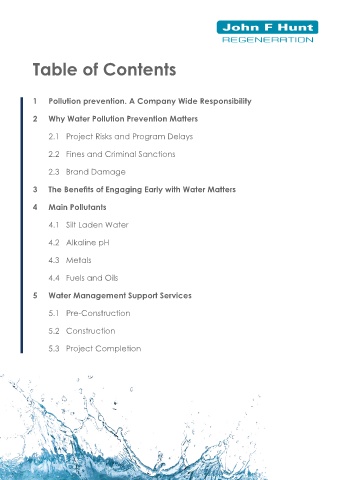 John F Hunt
REGENERATION
Table of Contents
1 Pollution prevention. A Company Wide Responsibility
2 Why Water Pollution Prevention Matters
2.1 Project Risks and Program Delays
2.2 Fines and Criminal Sanctions
2.3 Brand Damage
3 The Benefits of Engaging Early with Water Matters
4 Main Pollutants
4.1 Silt Laden Water
4.2 Alkaline pH
4.3 Metals
4.4 Fuels and Oils
5 Water Management Support Services
5.1 Pre-Construction
5.2 Construction
5.3 Project Completion